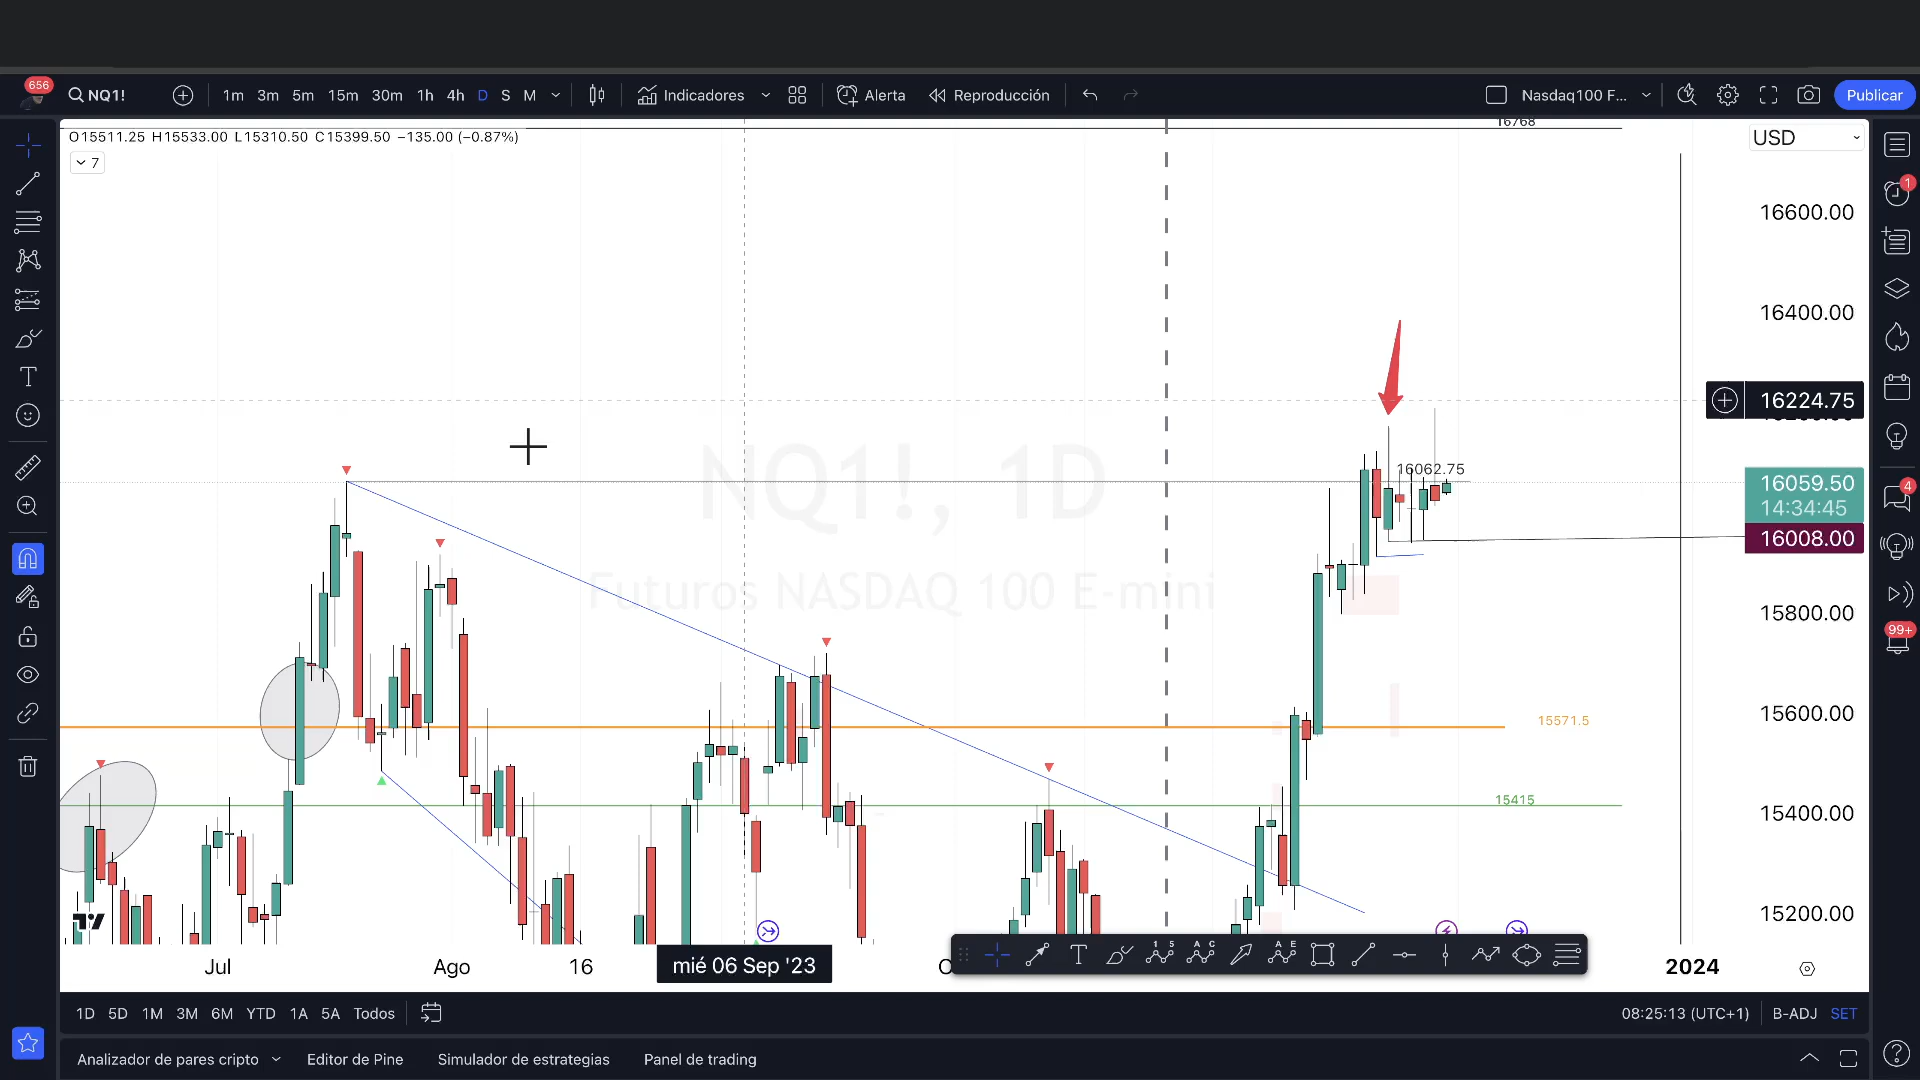 656
NQ1!
1m 3m 5m 15m 30m 1h 4h D S M
Indicadores
Alerta
Reproducción
Nasdaq100 F...
Publicar
O15511.25 H15533.00 L15310.50 C15399.50 −135.00 (−0.87%)
7
16768
USD
1
16600.00
16400.00
16224.75
NQ1!, 1D
16062.75
16059.50
14:34:45
4
16008.00
Futuros NASDAQ 100 E-mini
15800.00
99+
15571.5
15600.00
15415
15400.00
15200.00
Jul
Ago
16
mié 06 Sep '23
2024
1D 5D 1M 3M 6M YTD 1A 5A Todos
08:25:13 (UTC+1)
B-ADJ
SET
Analizador de pares cripto
Editor de Pine
Simulador de estrategias
Panel de trading